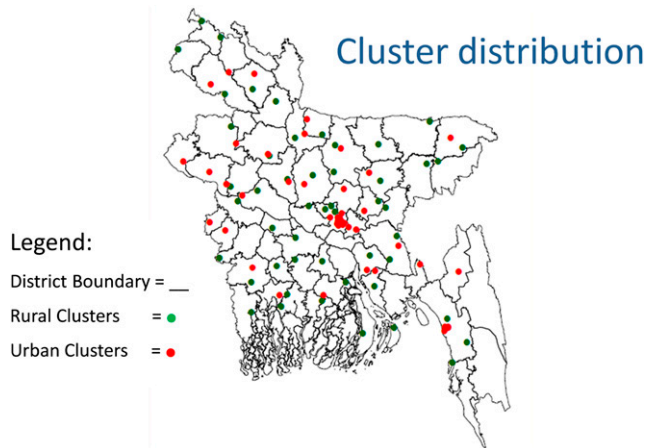 Cluster distribution
Legend:
District Boundary = __
Rural Clusters =
Urban Clusters =